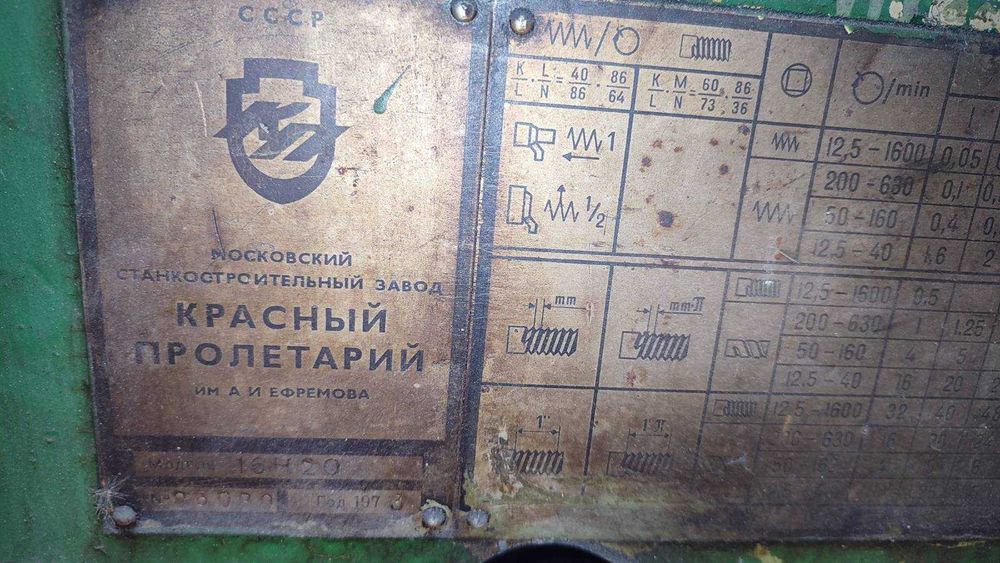 СССР
МОСКОВСКИЙ
СТАНКОСТРОИТЕЛЬНЫЙ ЗАВОД
КРАСНЫЙ
ПРОЛЕТАРИЙ
ИМ А И ЕФРЕМОВА
Модель
Год 197
K/L · L/N = 40/86 · 86/64
K/L · M/N = 60/73 · 86/36
/min
1
1/2
12,5-1600 0,05
200-630 0,1
50-160 0,4
12,5-40 1,6 2
mm
mm·π
12,5-1600 0,5
200-630 1 1,25
50-160 4 5
12,5-40 16 20
1"
1"π
12,5-1600 32 40